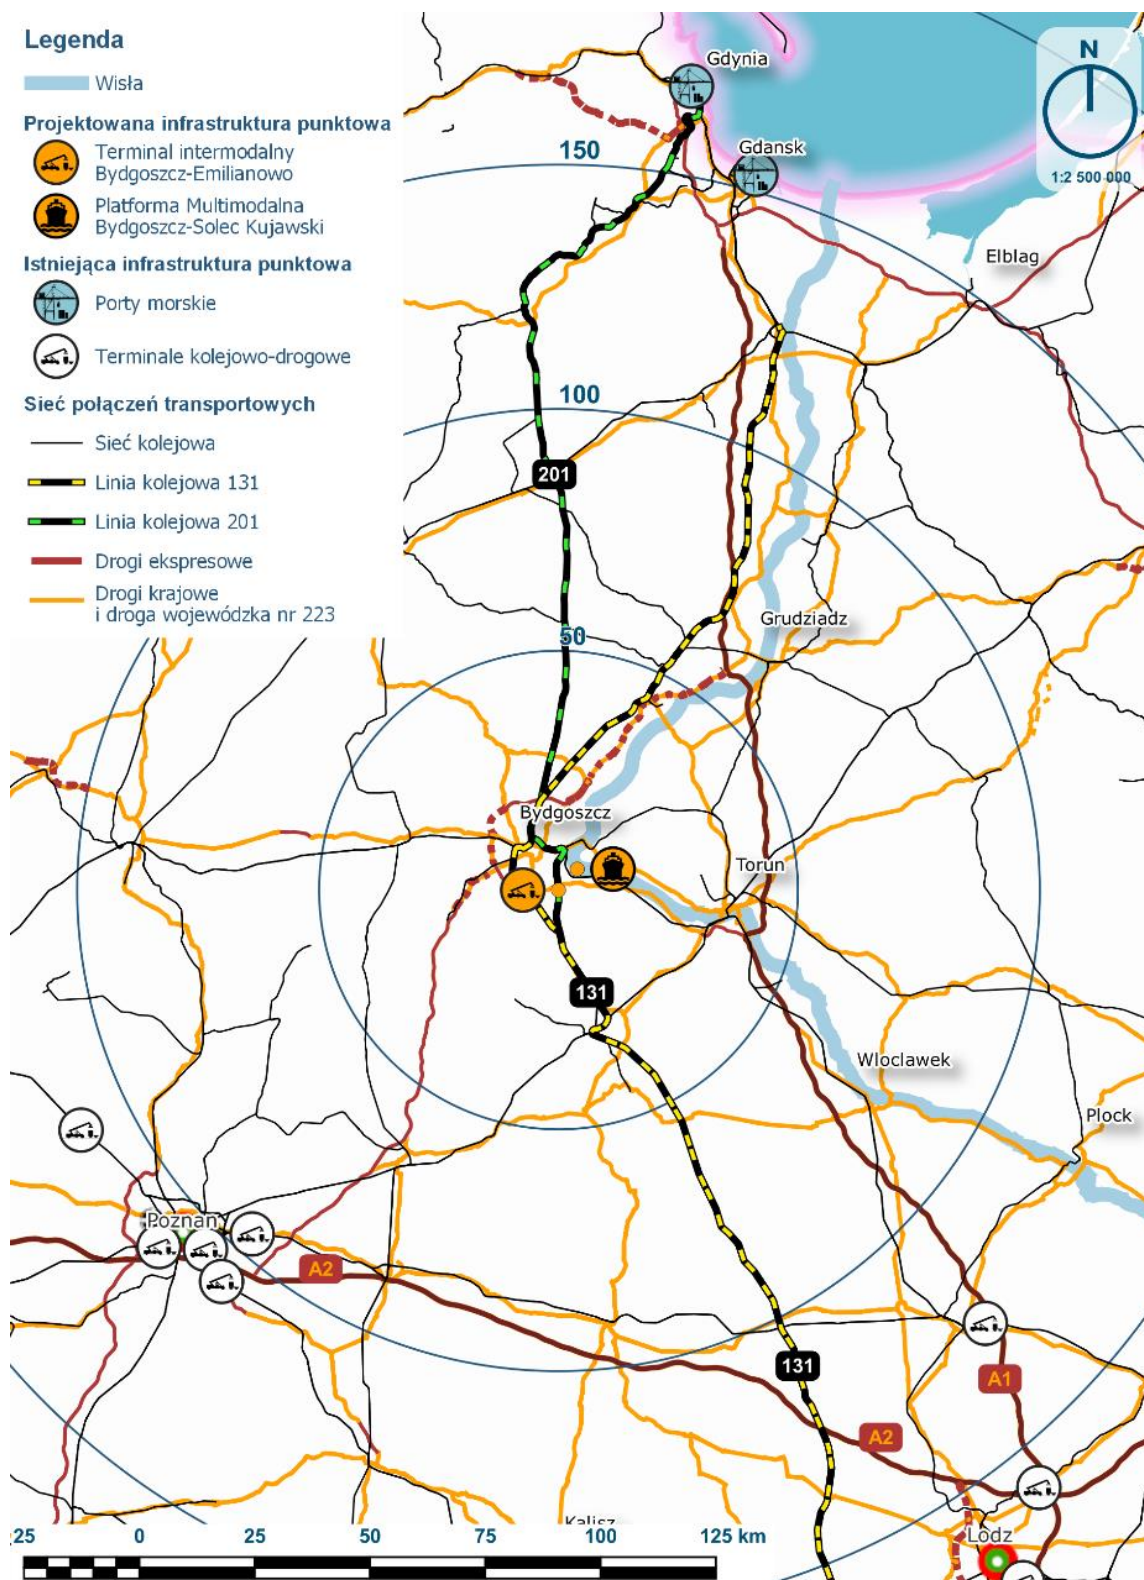 Legenda
Wisła
Projektowana infrastruktura punktowa
Terminal intermodalny
Bydgoszcz-Emilianowo
Platforma Multimodalna
Bydgoszcz-Solec Kujawski
Istniejąca infrastruktura punktowa
Porty morskie
Terminale kolejowo-drogowe
Sieć połączeń transportowych
Sieć kolejowa
Linia kolejowa 131
Linia kolejowa 201
Drogi ekspresowe
Drogi krajowe
i droga wojewódzka nr 223
N
1:2 500 000
Gdynia
150
Gdansk
Elblag
100
201
Grudziadz
50
Bydgoszcz
Torun
131
Wloclawek
Plock
Poznan
A2
131
A1
A2
Kalisz
Lodz
25 0 25 50 75 100 125 km